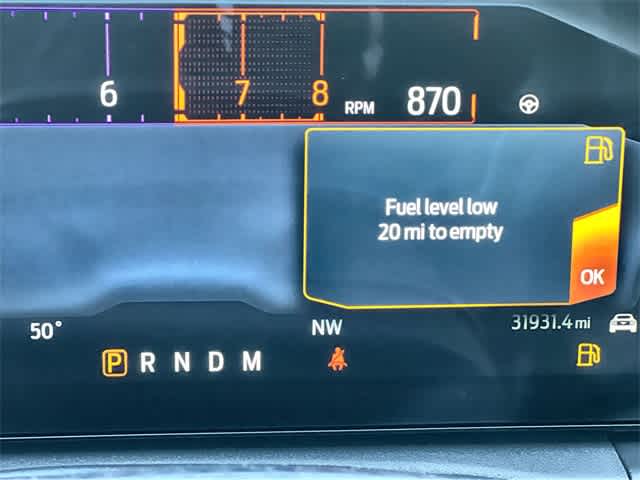 6 7 8 RPM 870
Fuel level low
20 mi to empty
OK
50° NW 31931.4 mi
P R N D M